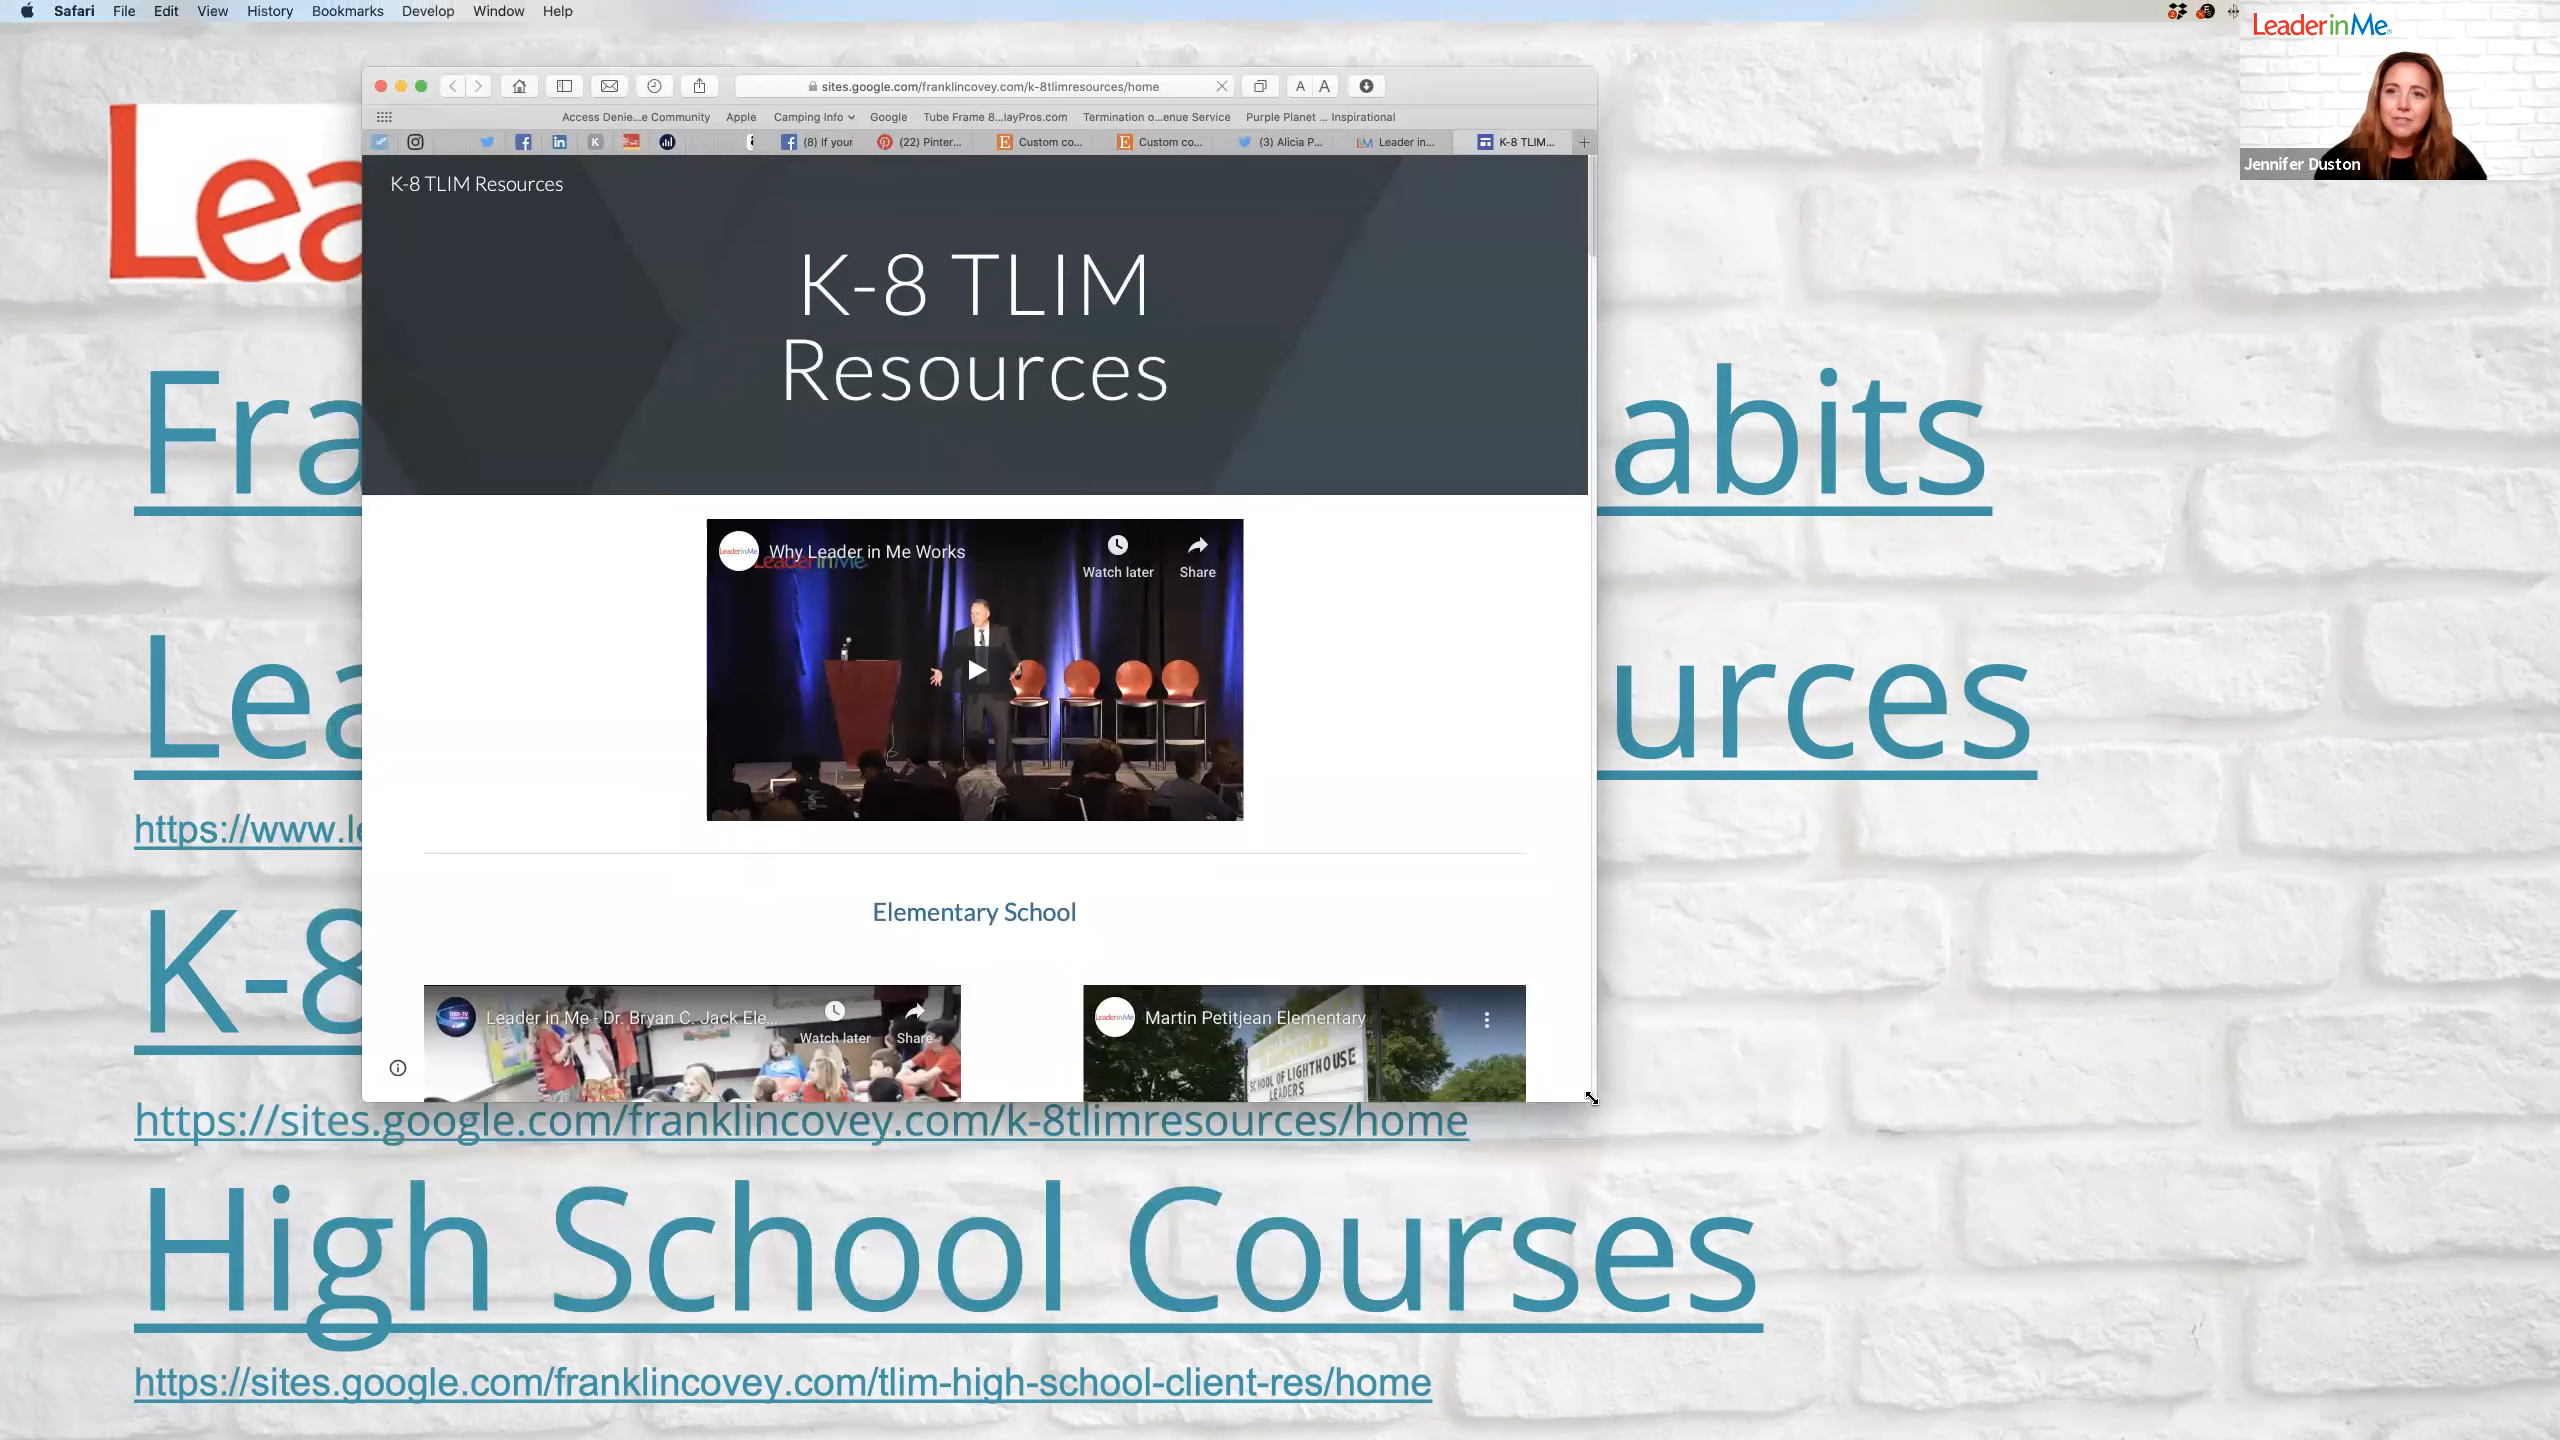 Safari File Edit View History Bookmarks Develop Window Help
LeaderinMe
Jennifer Duston
sites.google.com/franklincovey.com/k-8tlimresources/home
A A
Access Denie...e Community Apple Camping Info Google Tube Frame 8...layPros.com Termination o...enue Service Purple Planet ... Inspirational
(8) If your (22) Pinter... Custom co... Custom co... (3) Alicia P... Leader in... K-8 TLIM...
K-8 TLIM Resources
K-8 TLIM
Resources
Lea
Fra
abits
Why Leader in Me Works
LeaderinMe
Watch later Share
Lea
urces
https://www.le
Elementary School
K-8
Leader in Me - Dr. Bryan C. Jack Ele...
Watch later Share
Martin Petitjean Elementary
SCHOOL OF LIGHTHOUSE
LEADERS
https://sites.google.com/franklincovey.com/k-8tlimresources/home
High School Courses
https://sites.google.com/franklincovey.com/tlim-high-school-client-res/home